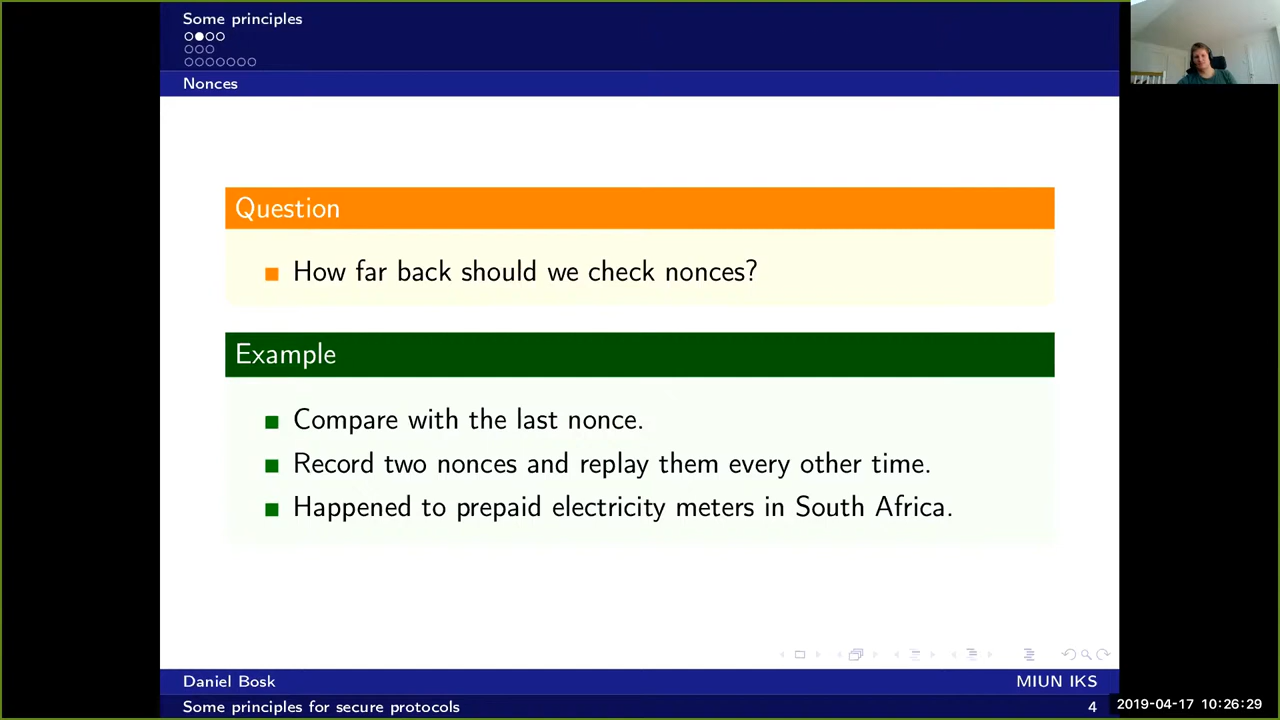 Some principles
Nonces
Question
How far back should we check nonces?
Example
Compare with the last nonce.
Record two nonces and replay them every other time.
Happened to prepaid electricity meters in South Africa.
Daniel Bosk
MIUN IKS
Some principles for secure protocols
4
2019-04-17 10:26:29